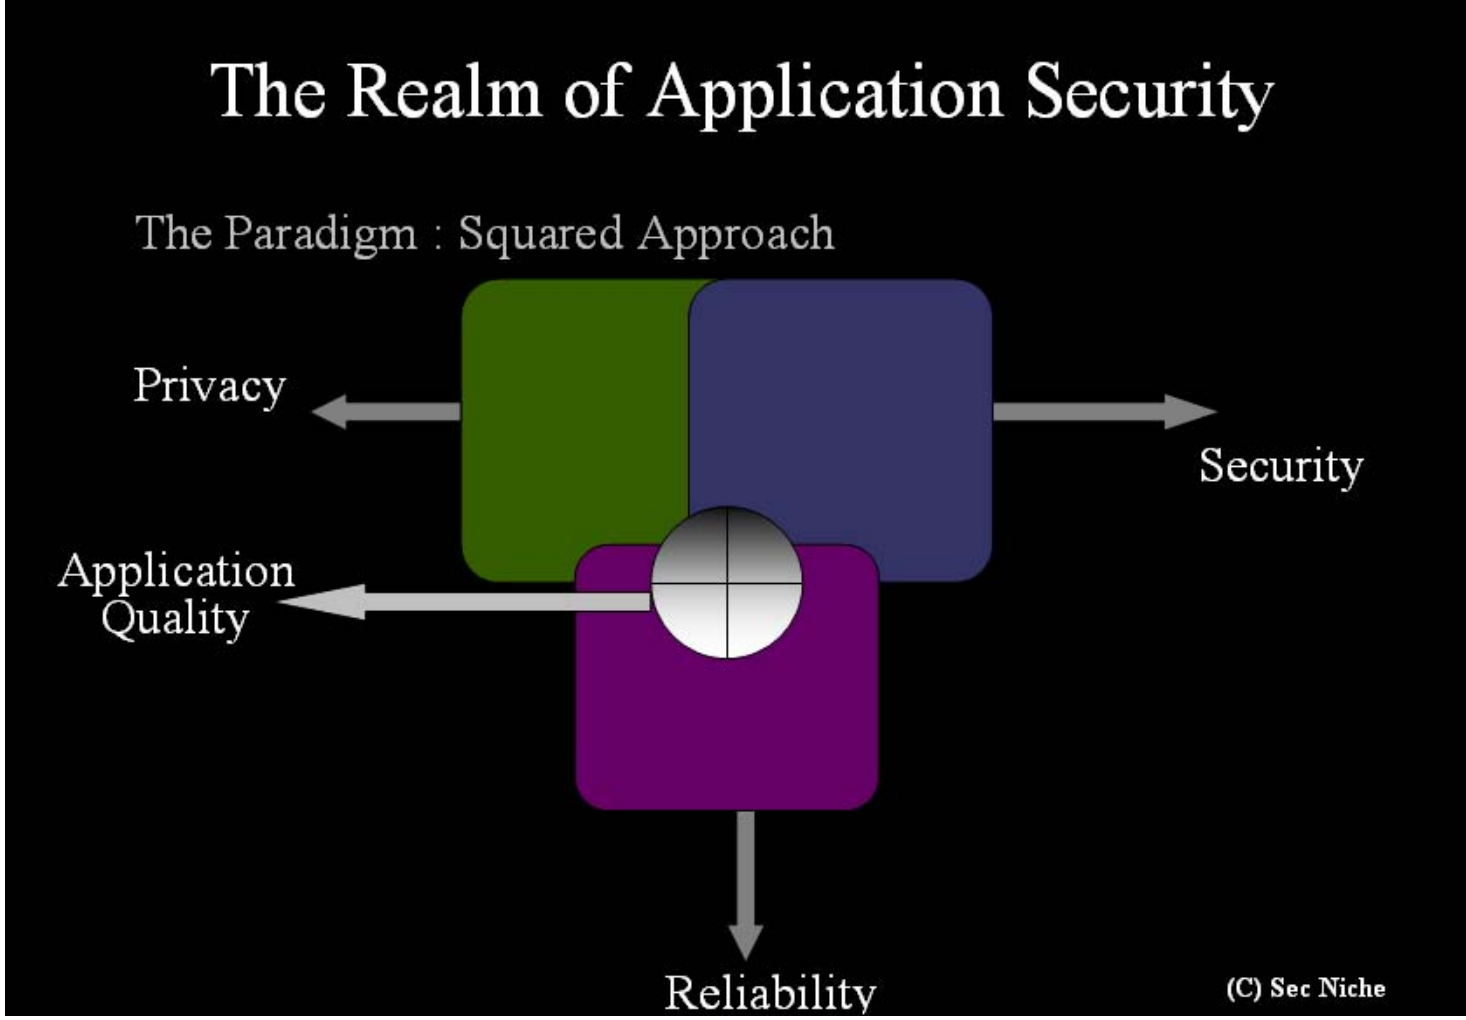 The Realm of Application Security
The Paradigm : Squared Approach
Privacy
Security
Application
Quality
Reliability
(C) Sec Niche